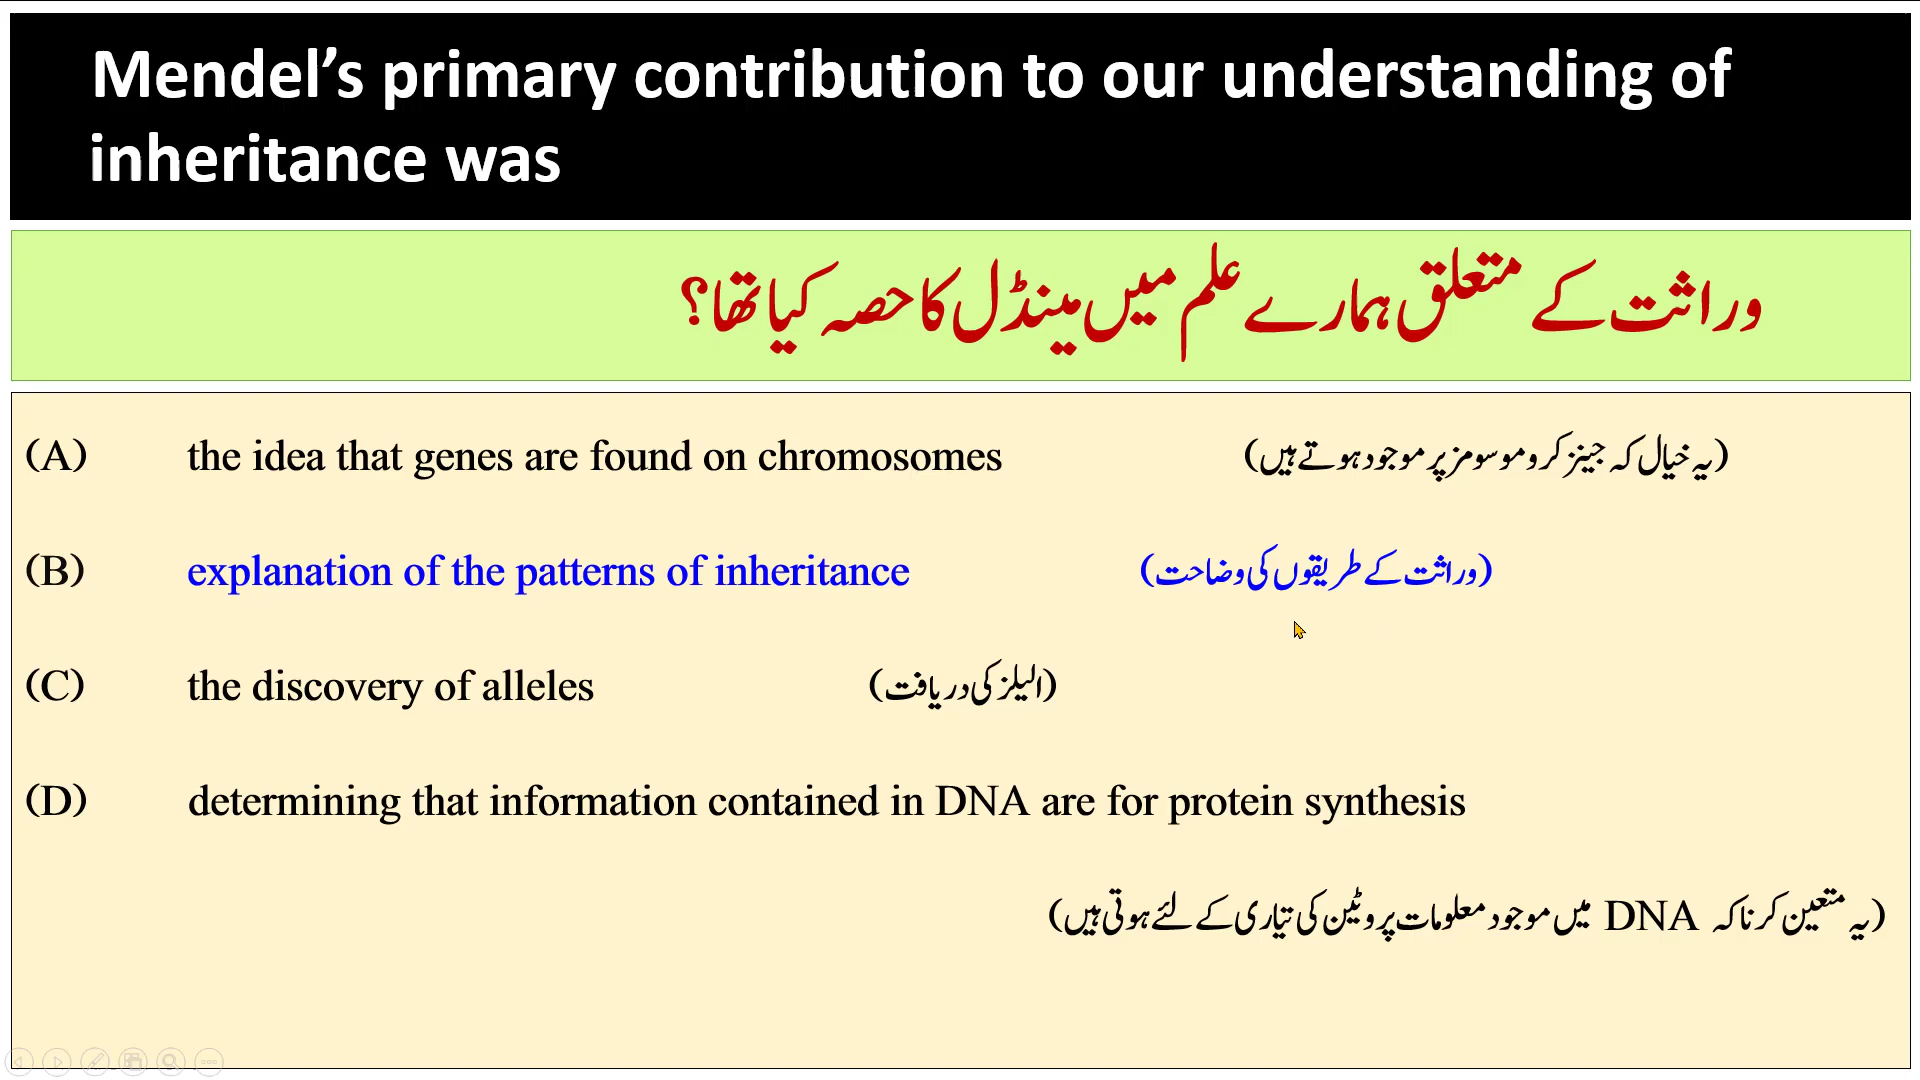 Mendel’s primary contribution to our understanding of
inheritance was
وراثت کے متعلق ہمارے علم میں مینڈل کا حصہ کیا تھا؟
(A) the idea that genes are found on chromosomes (یہ خیال کہ جینز کروموسومز پر موجود ہوتے ہیں)
(B) explanation of the patterns of inheritance (وراثت کے طریقوں کی وضاحت)
(C) the discovery of alleles (الیلز کی دریافت)
(D) determining that information contained in DNA are for protein synthesis
(یہ متعین کرنا کہ DNA میں موجود معلومات پروٹین کی تیاری کے لئے ہوتی ہیں)